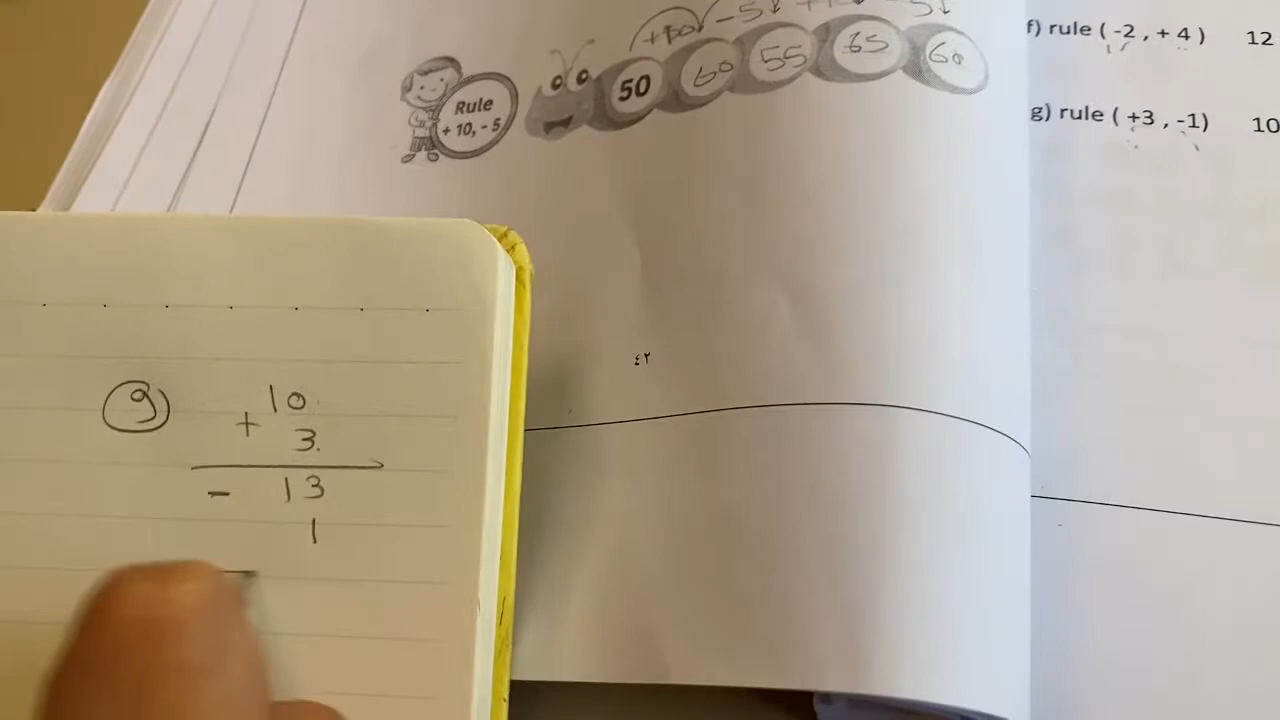 +10 -5 -5
Rule
+ 10, - 5
50 60 55 65 60
f) rule ( -2 , + 4 ) 12
g) rule ( +3 , -1) 10
٤٢
g
10
+ 3
- 13
1